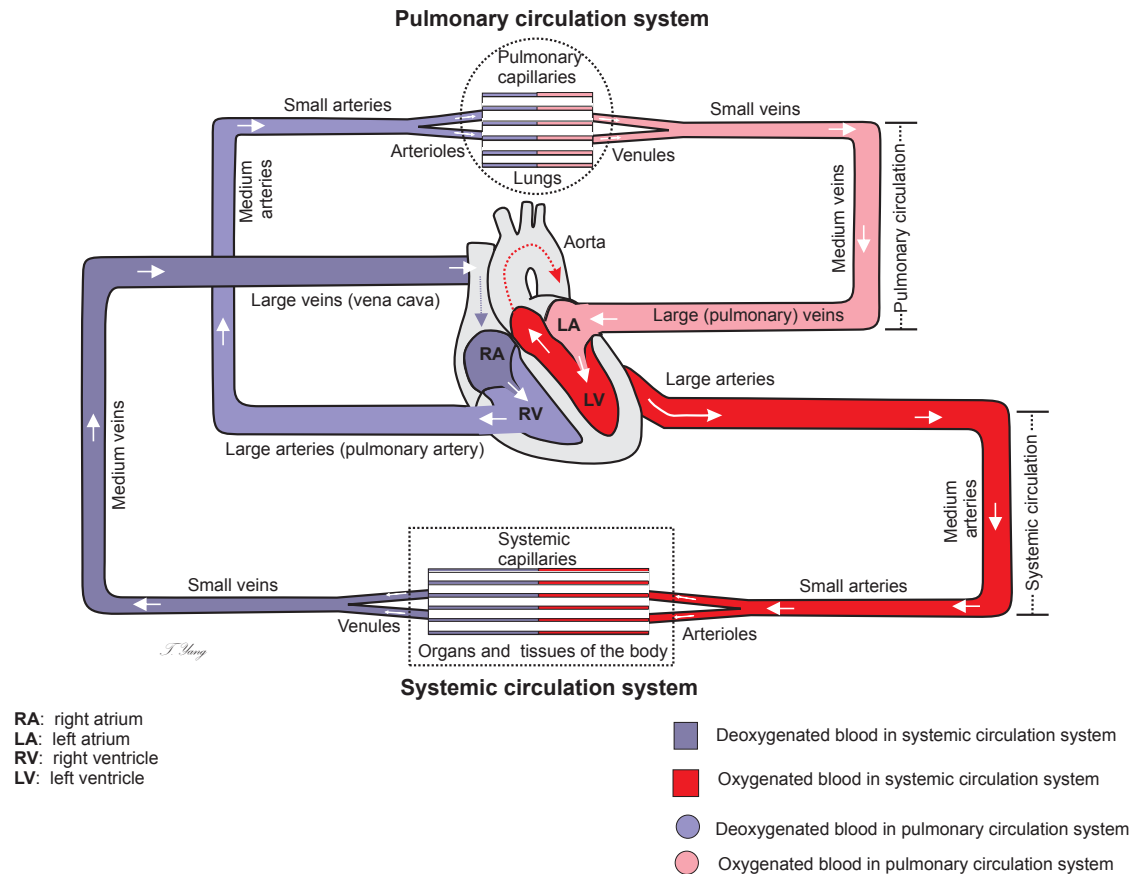 Pulmonary circulation system
Pulmonary
capillaries
Small arteries
Small veins
Arterioles
Venules
Lungs
Medium
arteries
Medium veins
Pulmonary circulation
Aorta
Large veins (vena cava)
Large (pulmonary) veins
LA
RA
Large arteries
LV
RV
Large arteries (pulmonary artery)
Medium veins
Medium
arteries
Systemic circulation
Systemic
capillaries
Small veins
Small arteries
Venules
Arterioles
Organs and tissues of the body
T. Yang
Systemic circulation system
RA: right atrium
LA: left atrium
RV: right ventricle
LV: left ventricle
Deoxygenated blood in systemic circulation system
Oxygenated blood in systemic circulation system
Deoxygenated blood in pulmonary circulation system
Oxygenated blood in pulmonary circulation system